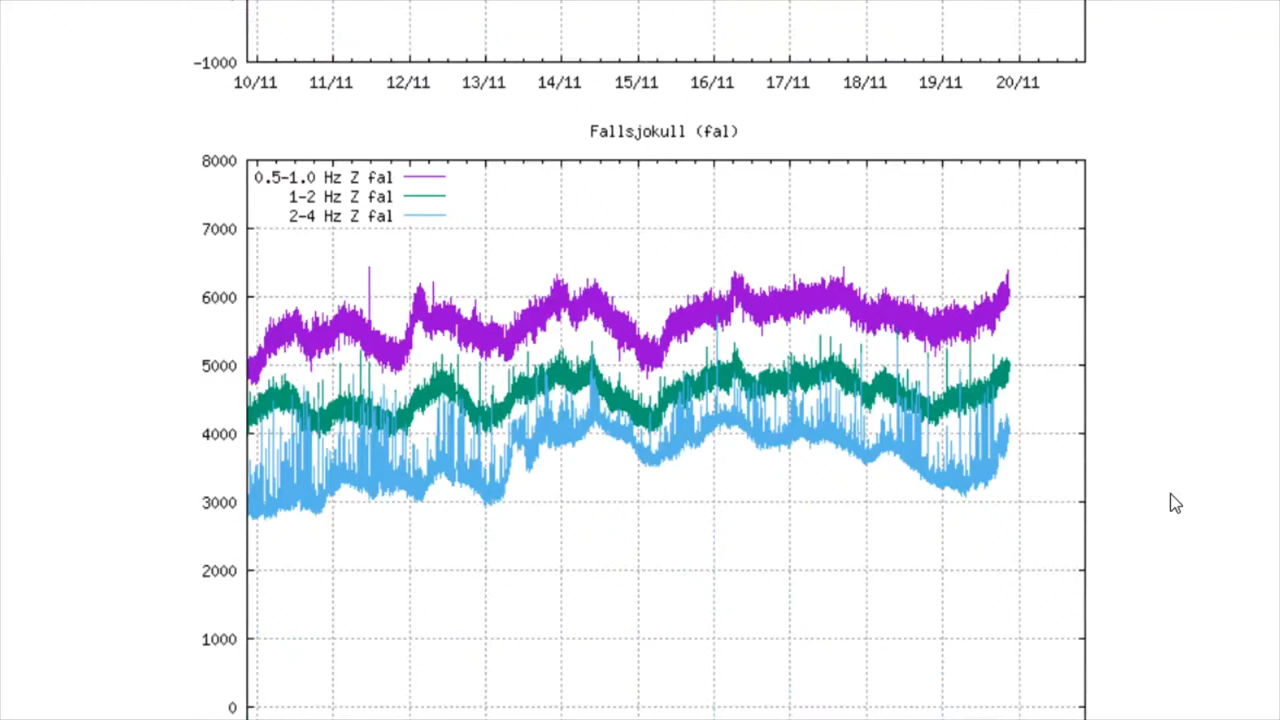 -1000
10/11 11/11 12/11 13/11 14/11 15/11 16/11 17/11 18/11 19/11 20/11
Fallsjokull (fal)
8000
0.5-1.0 Hz Z fal
1-2 Hz Z fal
2-4 Hz Z fal
7000
6000
5000
4000
3000
2000
1000
0